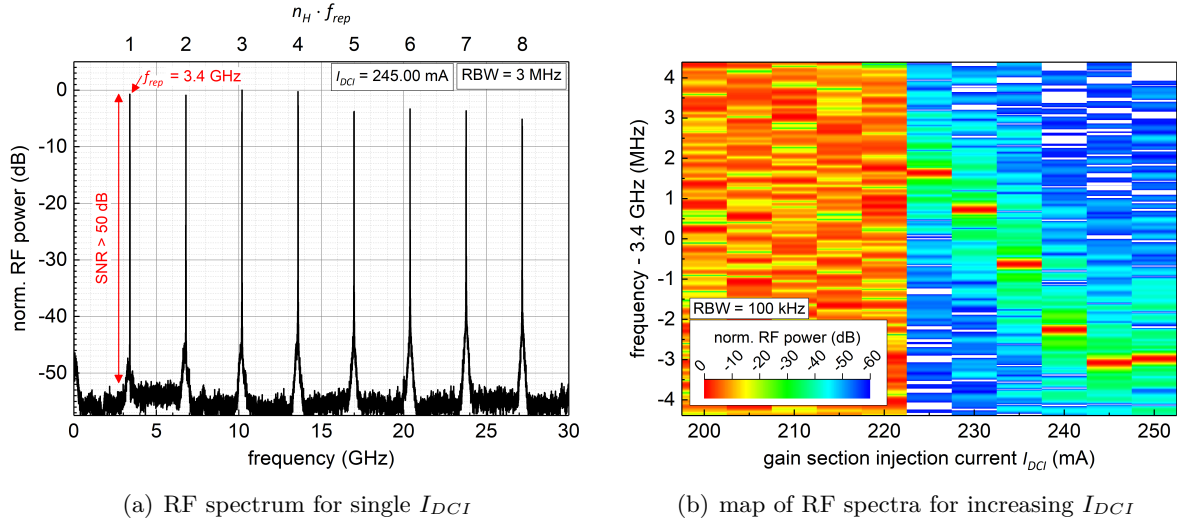 n_H · f_rep
1 2 3 4 5 6 7 8
f_rep = 3.4 GHz
I_DCI = 245.00 mA
RBW = 3 MHz
SNR > 50 dB
norm. RF power (dB)
0
-10
-20
-30
-40
-50
0 5 10 15 20 25 30
frequency (GHz)
(a) RF spectrum for single I_DCI
frequency - 3.4 GHz (MHz)
4
3
2
1
0
-1
-2
-3
-4
RBW = 100 kHz
norm. RF power (dB)
0 -10 -20 -30 -40 -50 -60
200 210 220 230 240 250
gain section injection current I_DCI (mA)
(b) map of RF spectra for increasing I_DCI